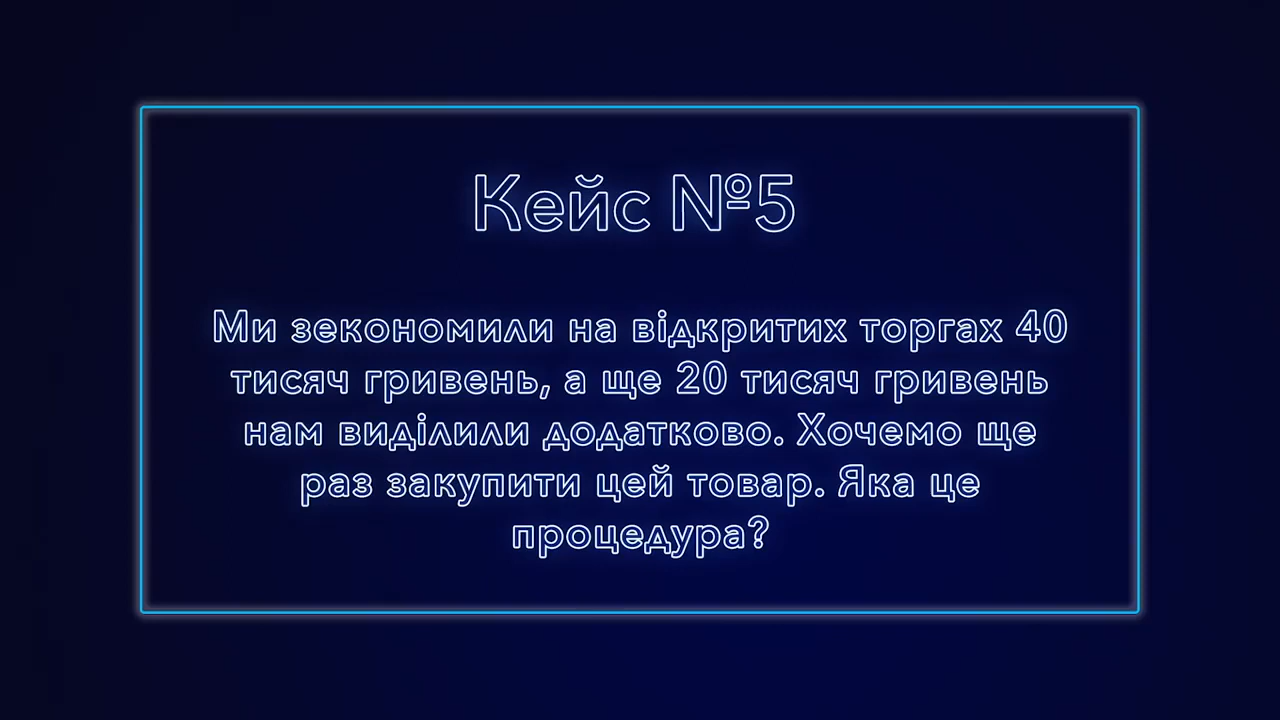 Кейс №5
Ми зекономили на відкритих торгах 40
тисяч гривень, а ще 20 тисяч гривень
нам виділили додатково. Хочемо ще
раз закупити цей товар. Яка це
процедура?